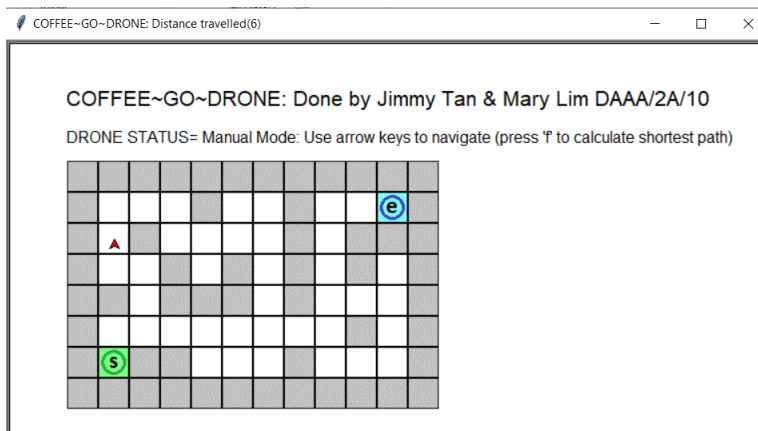 COFFEE~GO~DRONE: Distance travelled(6)
COFFEE~GO~DRONE: Done by Jimmy Tan & Mary Lim DAAA/2A/10
DRONE STATUS= Manual Mode: Use arrow keys to navigate (press 'f' to calculate shortest path)
e
s